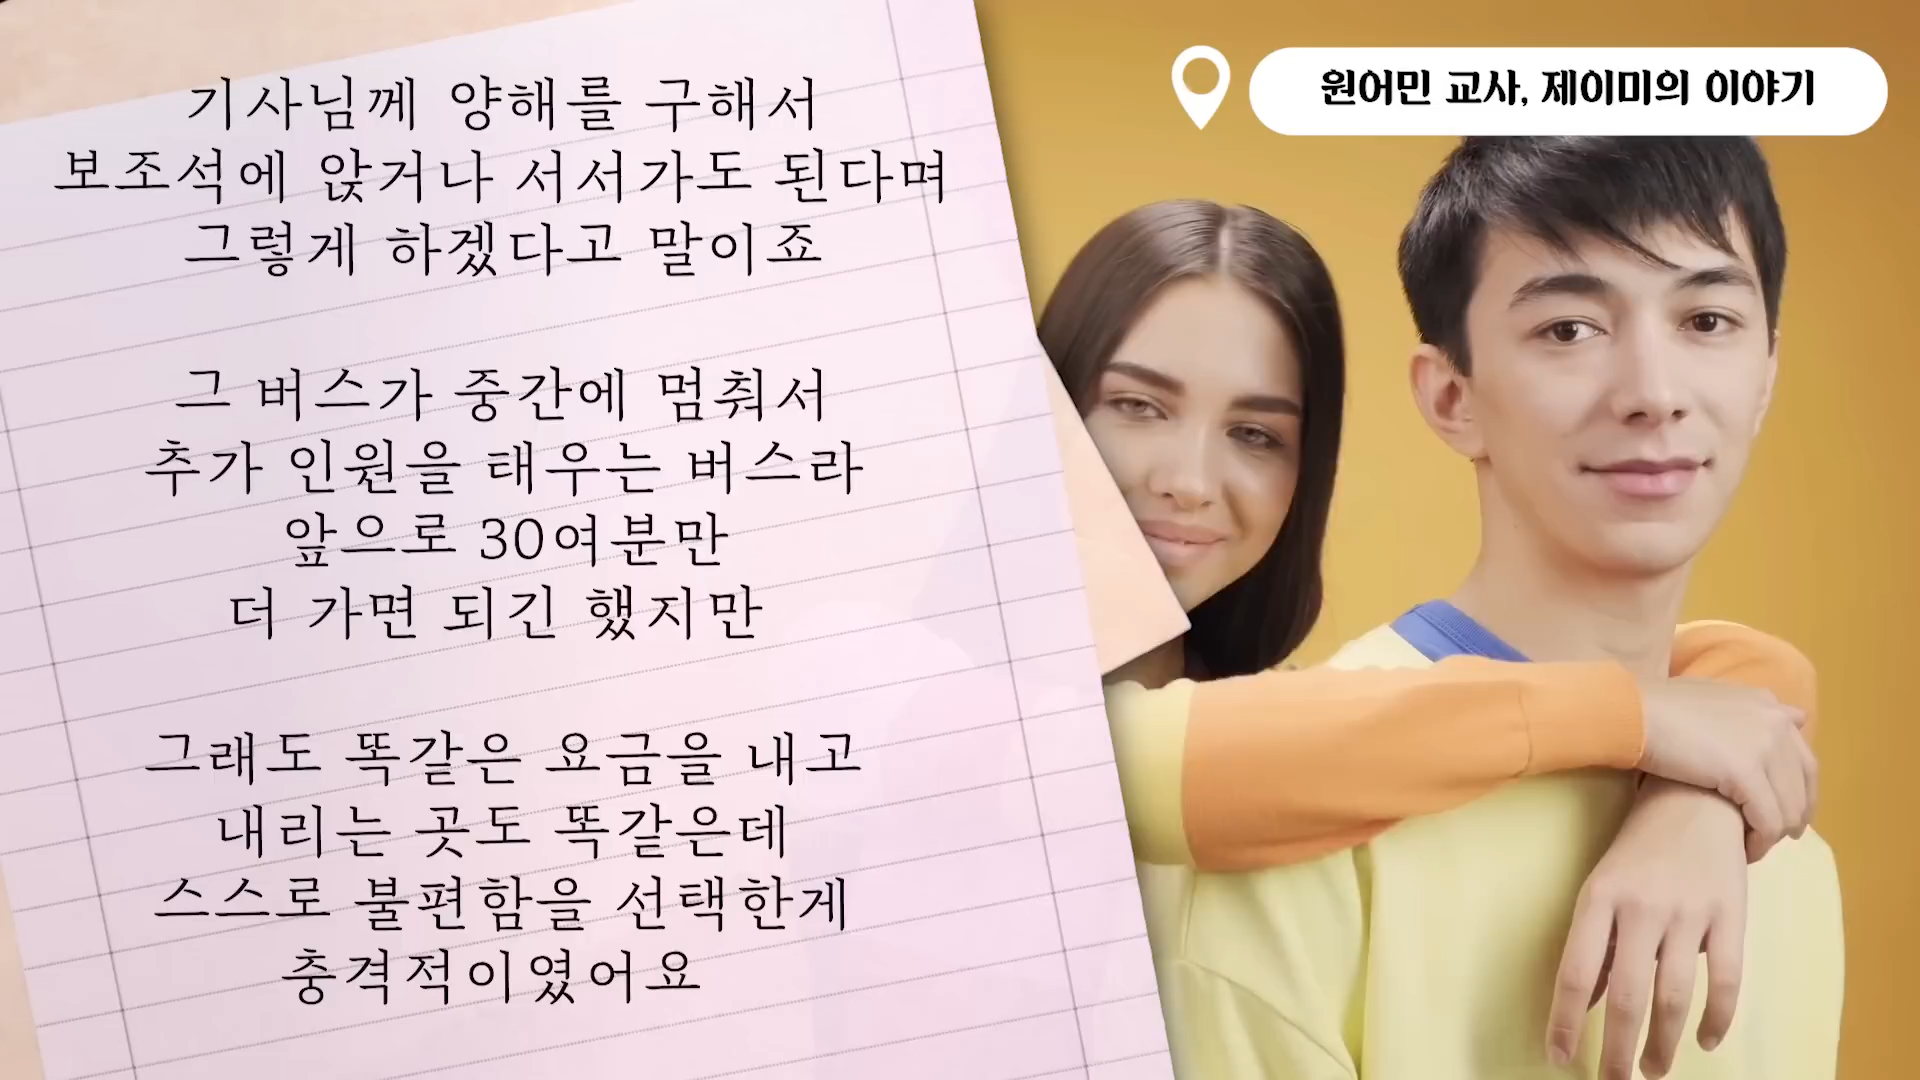 원어민 교사, 제이미의 이야기
기사님께 양해를 구해서
보조석에 앉거나 서서가도 된다며
그렇게 하겠다고 말이죠
그 버스가 중간에 멈춰서
추가 인원을 태우는 버스라
앞으로 30여분만
더 가면 되긴 했지만
그래도 똑같은 요금을 내고
내리는 곳도 똑같은데
스스로 불편함을 선택한게
충격적이였어요